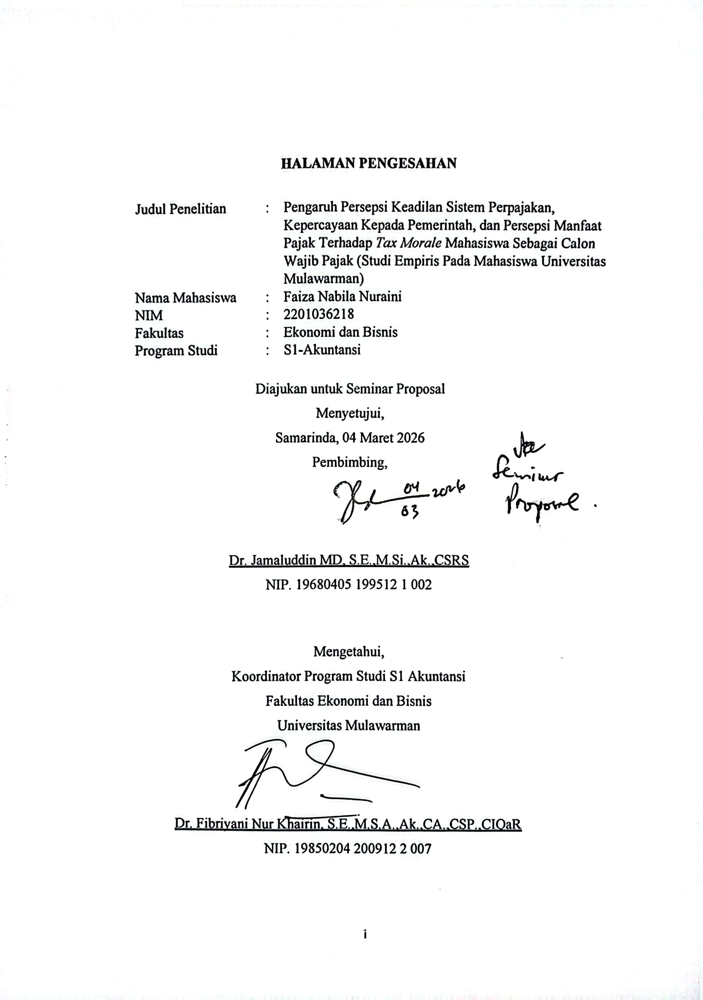 HALAMAN PENGESAHAN
Judul Penelitian : Pengaruh Persepsi Keadilan Sistem Perpajakan,
Kepercayaan Kepada Pemerintah, dan Persepsi Manfaat
Pajak Terhadap Tax Morale Mahasiswa Sebagai Calon
Wajib Pajak (Studi Empiris Pada Mahasiswa Universitas
Mulawarman)
Nama Mahasiswa : Faiza Nabila Nuraini
NIM : 2201036218
Fakultas : Ekonomi dan Bisnis
Program Studi : S1-Akuntansi
Diajukan untuk Seminar Proposal
Menyetujui,
Samarinda, 04 Maret 2026
Pembimbing,
04/03 2026
Seminar
Proposal.
Dr. Jamaluddin MD, S.E.,M.Si.,Ak.,CSRS
NIP. 19680405 199512 1 002
Mengetahui,
Koordinator Program Studi S1 Akuntansi
Fakultas Ekonomi dan Bisnis
Universitas Mulawarman
Dr. Fibriyani Nur Khairin, S.E.,M.S.A.,Ak.,CA.,CSP.,CIQaR
NIP. 19850204 200912 2 007
i